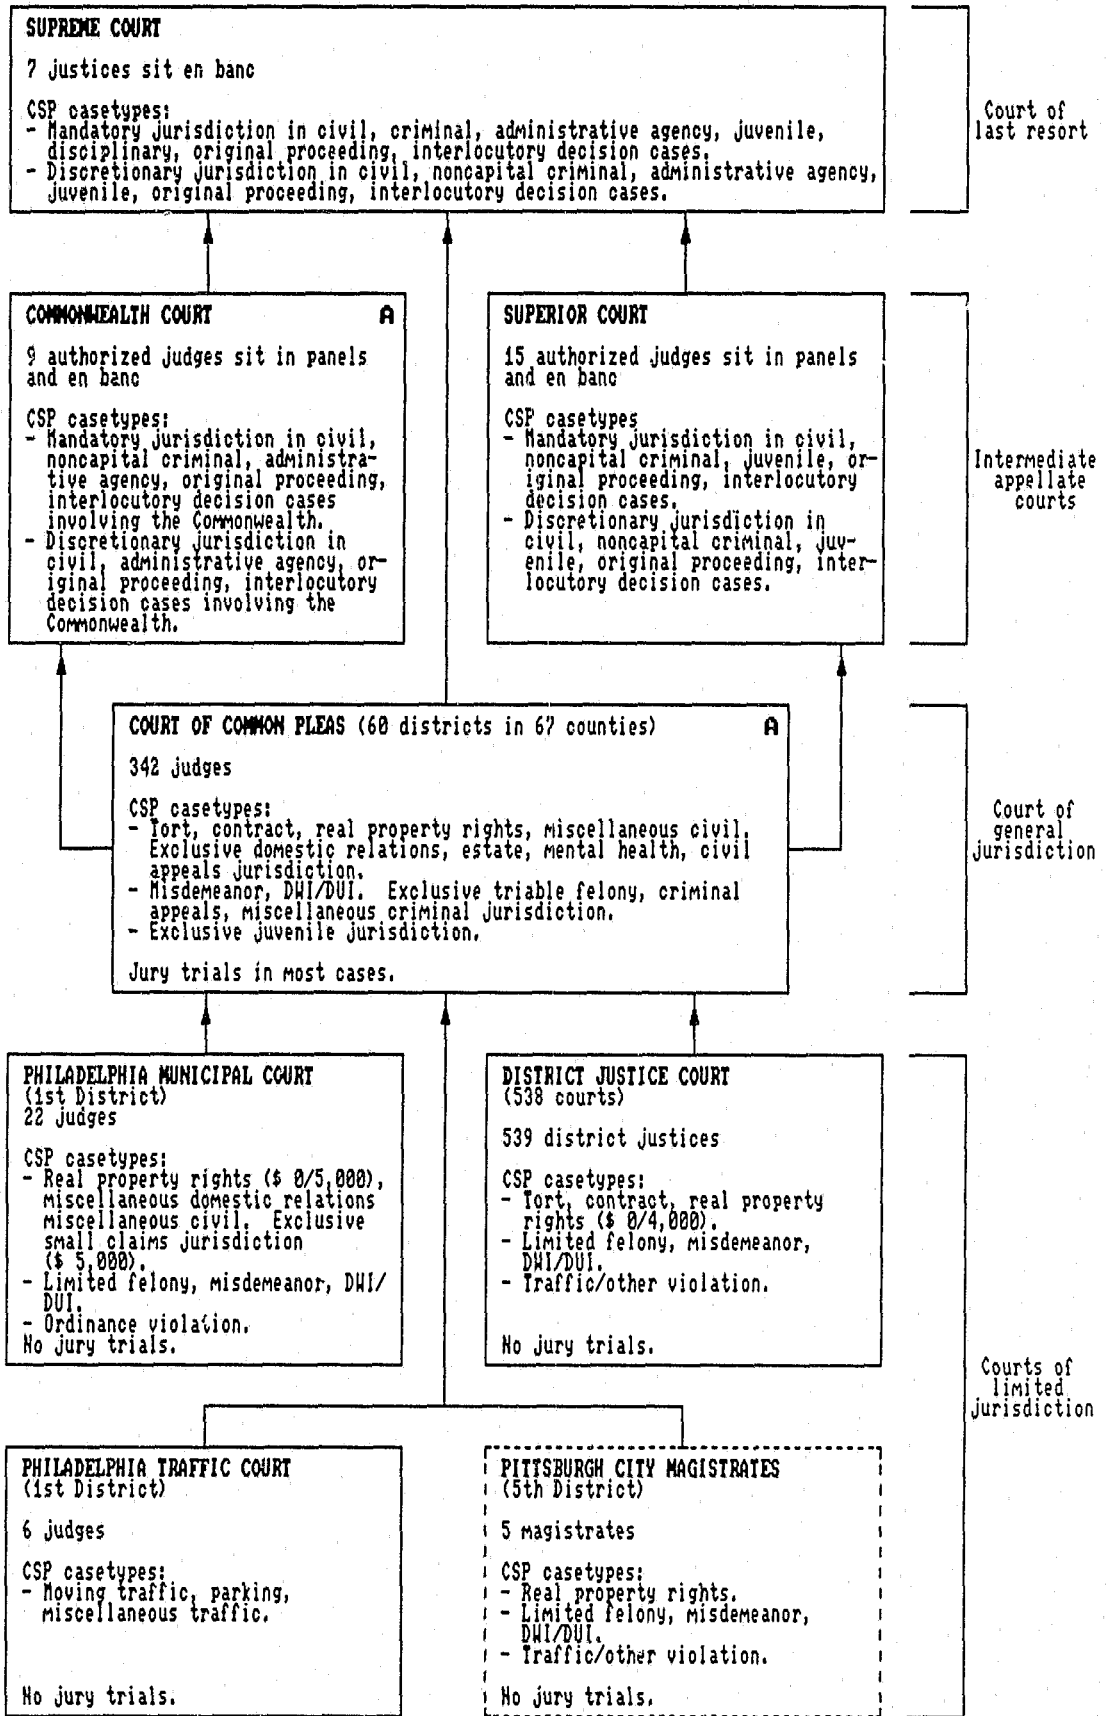 SUPREME COURT
7 justices sit en banc
CSP casetypes:
- Mandatory jurisdiction in civil, criminal, administrative agency, juvenile,
disciplinary, original proceeding, interlocutory decision cases.
- Discretionary jurisdiction in civil, noncapital criminal, administrative agency,
juvenile, original proceeding, interlocutory decision cases.
Court of
last resort
COMMONWEALTH COURT A
9 authorized judges sit in panels
and en banc
CSP casetypes:
- Mandatory jurisdiction in civil,
noncapital criminal, administra-
tive agency, original proceeding,
interlocutory decision cases
involving the Commonwealth.
- Discretionary jurisdiction in
civil, administrative agency, or-
iginal proceeding, interlocutory
decision cases involving the
Commonwealth.
SUPERIOR COURT
15 authorized judges sit in panels
and en banc
CSP casetypes
- Mandatory jurisdiction in civil,
noncapital criminal, juvenile, or-
iginal proceeding, interlocutory
decision cases.
- Discretionary jurisdiction in
civil, noncapital criminal, juv-
enile, original proceeding, inter-
locutory decision cases.
Intermediate
appellate
courts
COURT OF COMMON PLEAS (60 districts in 67 counties) A
342 judges
CSP casetypes:
- Tort, contract, real property rights, miscellaneous civil.
Exclusive domestic relations, estate, mental health, civil
appeals jurisdiction.
- Misdemeanor, DWI/DUI. Exclusive triable felony, criminal
appeals, miscellaneous criminal jurisdiction.
- Exclusive juvenile jurisdiction.
Jury trials in most cases.
Court of
general
jurisdiction
PHILADELPHIA MUNICIPAL COURT
(1st District)
22 judges
CSP casetypes:
- Real property rights ($ 0/5,000),
miscellaneous domestic relations
miscellaneous civil. Exclusive
small claims jurisdiction
($ 5,000).
- Limited felony, misdemeanor, DWI/
DUI.
- Ordinance violation.
No jury trials.
DISTRICT JUSTICE COURT
(538 courts)
539 district justices
CSP casetypes:
- Tort, contract, real property
rights ($ 0/4,000).
- Limited felony, misdemeanor,
DWI/DUI.
- Traffic/other violation.
No jury trials.
Courts of
limited
jurisdiction
PHILADELPHIA TRAFFIC COURT
(1st District)
6 judges
CSP casetypes:
- Moving traffic, parking,
miscellaneous traffic.
No jury trials.
PITTSBURGH CITY MAGISTRATES
(5th District)
5 magistrates
CSP casetypes:
- Real property rights.
- Limited felony, misdemeanor,
DWI/DUI.
- Traffic/other violation.
No jury trials.